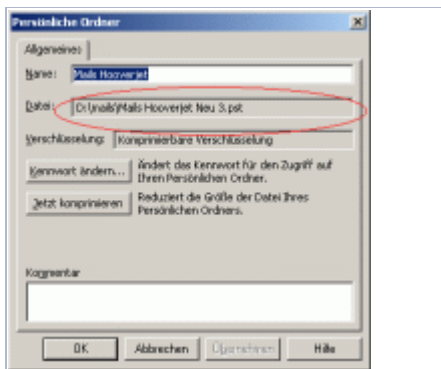 Persönliche Ordner
Allgemeines
Name: Mails Hooverjet
Datei: D:\mails\Mails Hooverjet Neu 3.pst
Verschlüsselung: Komprimierbare Verschlüsselung
Kennwort ändern... Ändert das Kennwort für den Zugriff auf
Ihren Persönlichen Ordner.
Jetzt komprimieren Reduziert die Größe der Datei Ihres
Persönlichen Ordners.
Kommentar
OK Abbrechen Übernehmen Hilfe